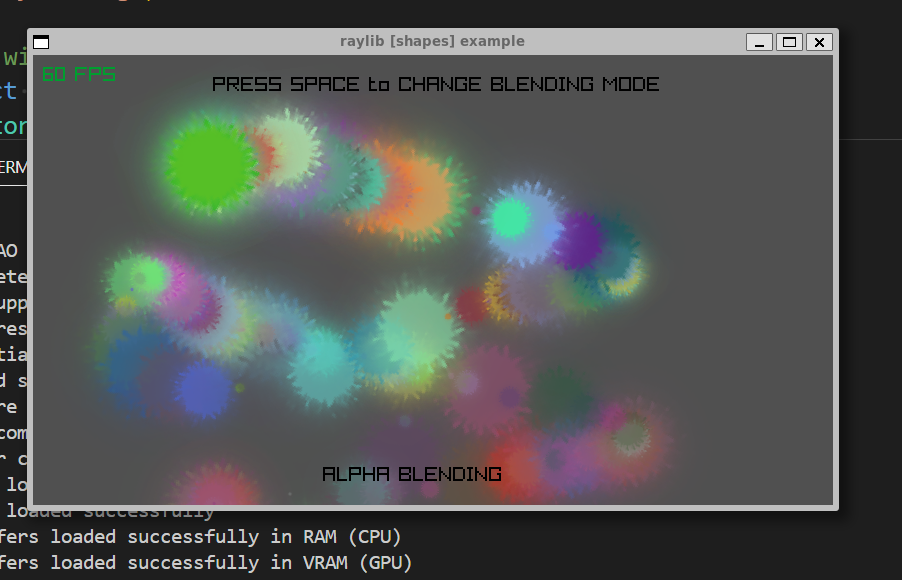 wi
raylib [shapes] example
60 FPS
PRESS SPACE to CHANGE BLENDING MODE
ct
tor
ERM
AO
ete
upp
res
tia
d s
re
com
r c
lo
ALPHA BLENDING
loaded successfully
fers loaded successfully in RAM (CPU)
fers loaded successfully in VRAM (GPU)